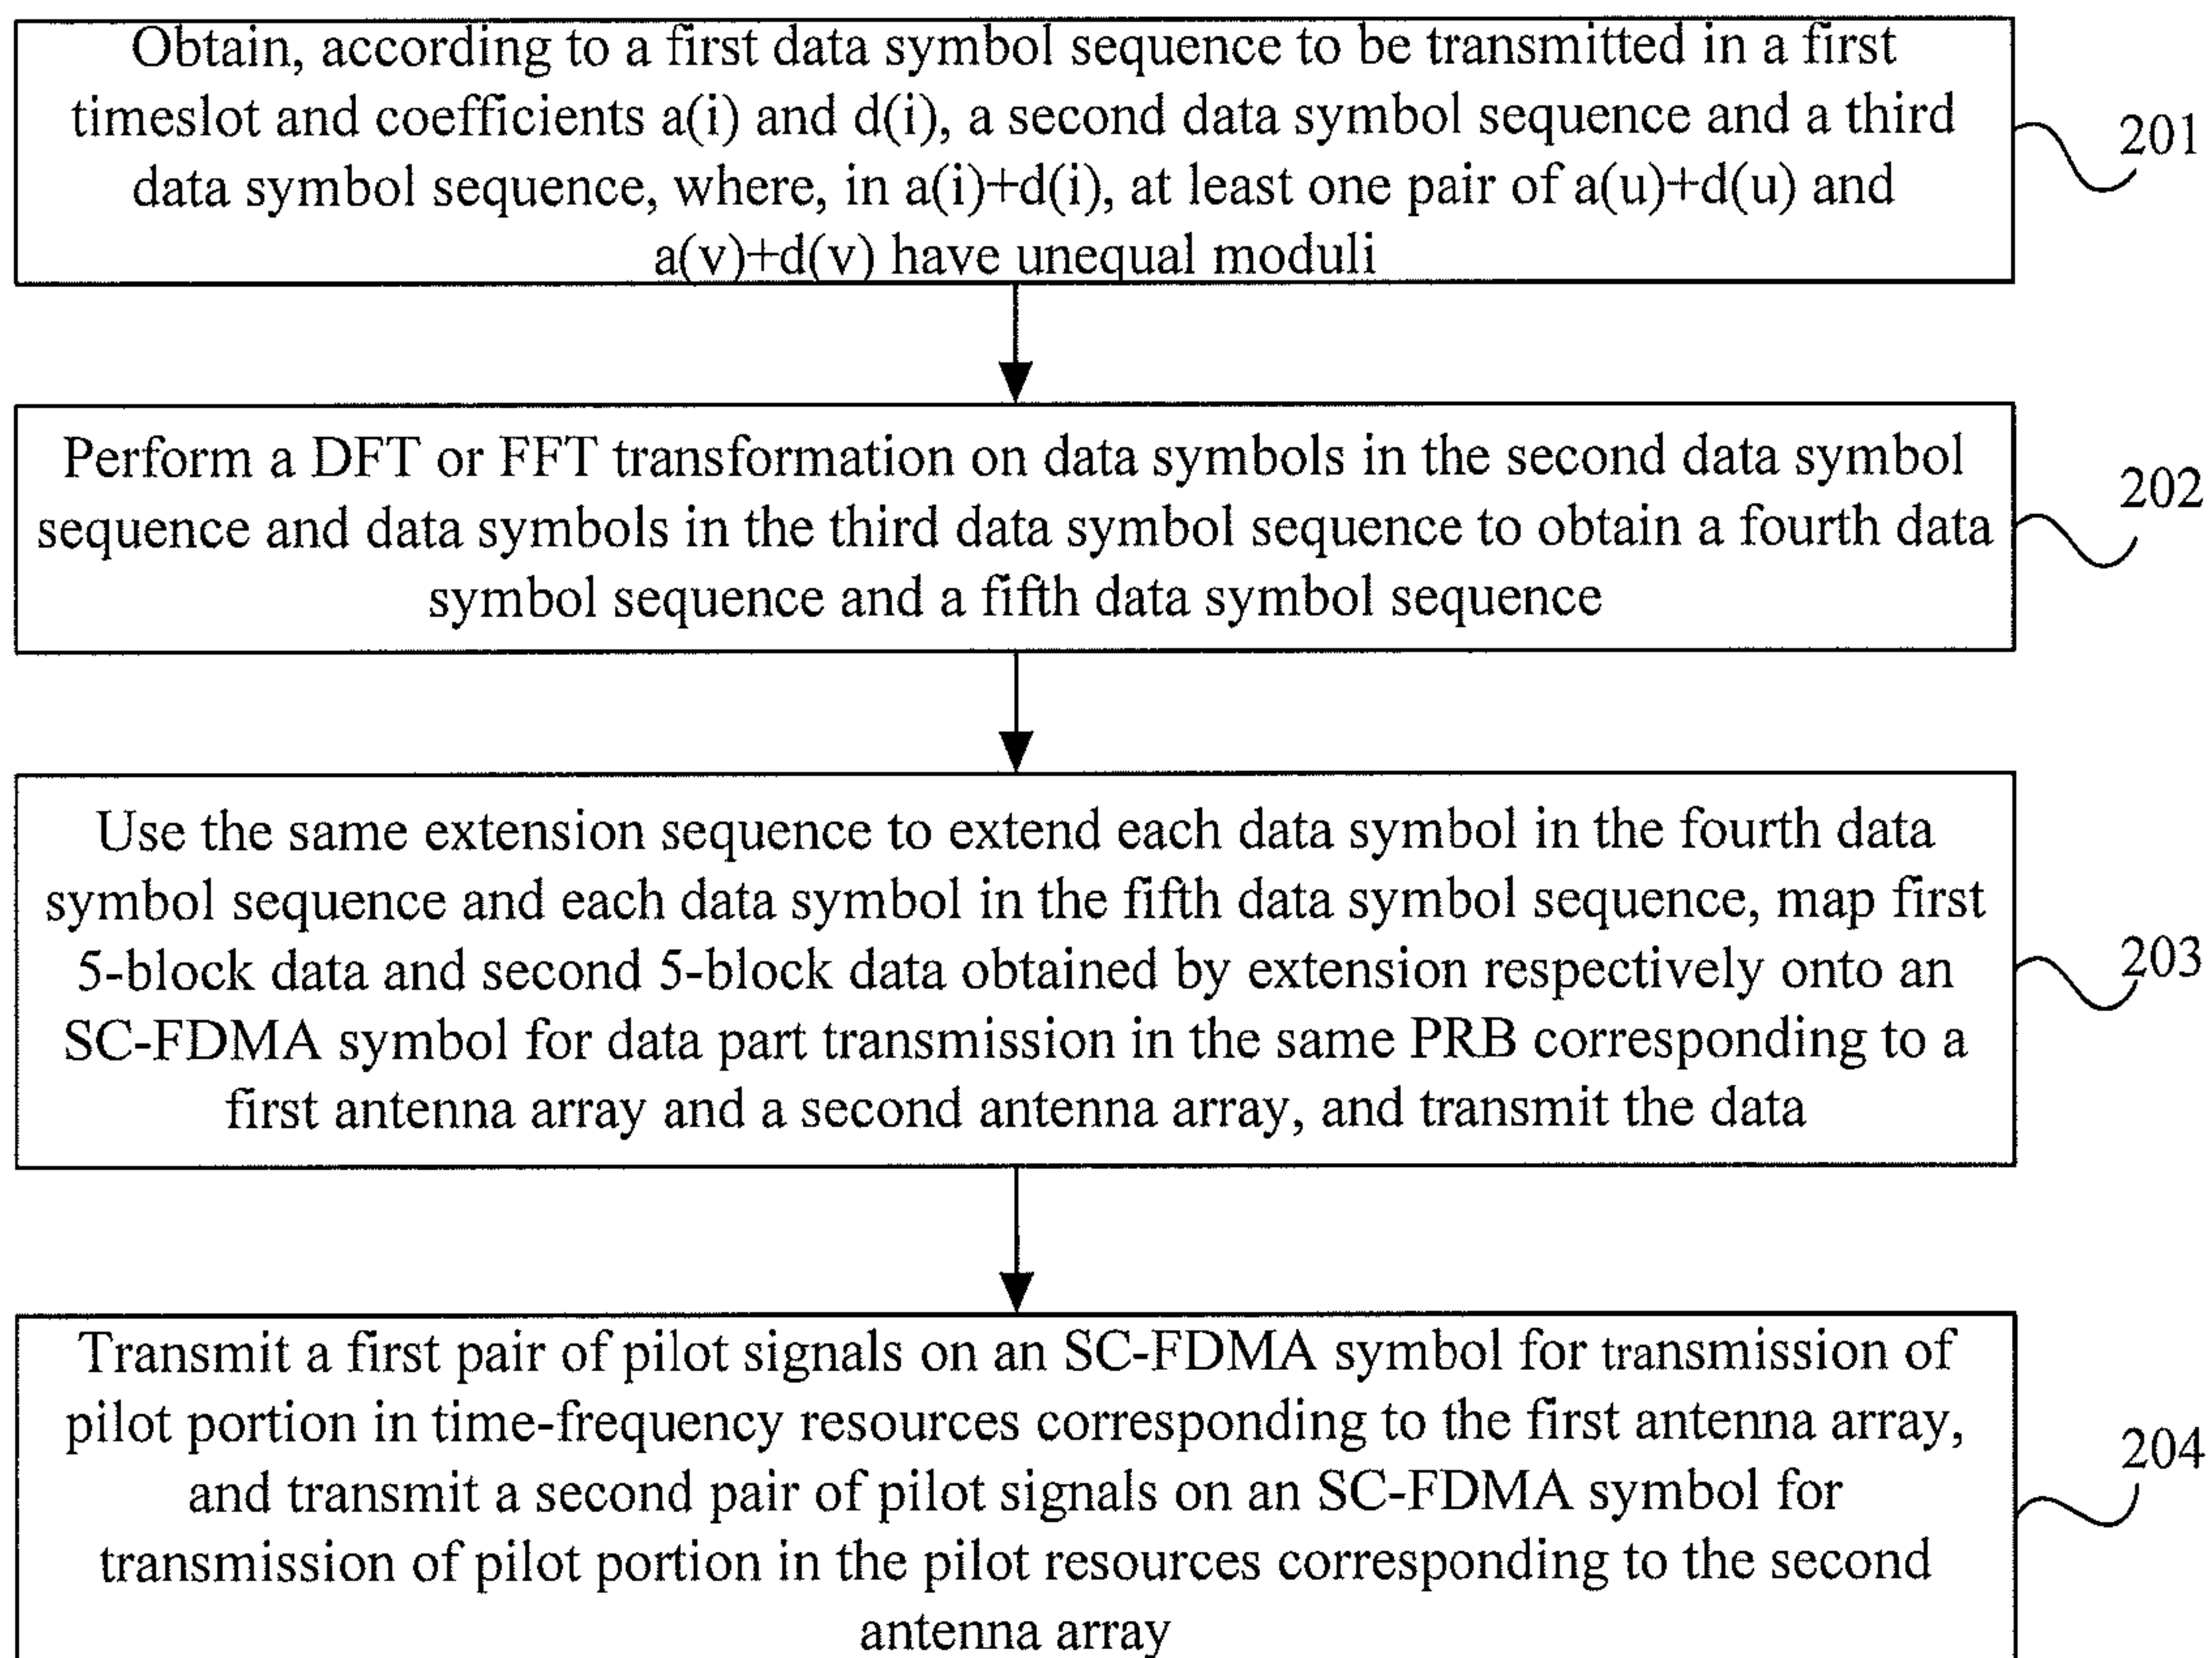 Obtain, according to a first data symbol sequence to be transmitted in a first
timeslot and coefficients a(i) and d(i), a second data symbol sequence and a third
data symbol sequence, where, in a(i)+d(i), at least one pair of a(u)+d(u) and
a(v)+d(v) have unequal moduli
201
Perform a DFT or FFT transformation on data symbols in the second data symbol
sequence and data symbols in the third data symbol sequence to obtain a fourth data
symbol sequence and a fifth data symbol sequence
202
Use the same extension sequence to extend each data symbol in the fourth data
symbol sequence and each data symbol in the fifth data symbol sequence, map first
5-block data and second 5-block data obtained by extension respectively onto an
SC-FDMA symbol for data part transmission in the same PRB corresponding to a
first antenna array and a second antenna array, and transmit the data
203
Transmit a first pair of pilot signals on an SC-FDMA symbol for transmission of
pilot portion in time-frequency resources corresponding to the first antenna array,
and transmit a second pair of pilot signals on an SC-FDMA symbol for
transmission of pilot portion in the pilot resources corresponding to the second
antenna array
204